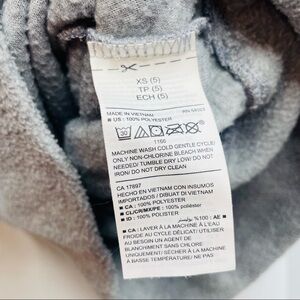 XS (5)
TP (5)
ECH (5)
MADE IN VIETNAM
US : 100% POLYESTER
1166
MACHINE WASH COLD GENTLE CYCLE/
ONLY NON-CHLORINE BLEACH WHEN
NEEDED/ TUMBLE DRY LOW/ DO NOT
IRON/ DO NOT DRY CLEAN
CA 17897
HECHO EN VIETNAM CON INSUMOS
IMPORTADOS / DIBUAT DI VIETNAM
■ CA : 100% POLYESTER
■ CL/CR/MX/PE : 100% poliéster
■ ID : 100% POLIESTER
■ AE : 100% بوليستر
■ CA : LAVER À LA MACHINE À L'EAU
FROIDE AU CYCLE DÉLICAT/ UTILISER
AU BESOIN UN AGENT DE
BLANCHIMENT SANS CHLORE
UNIQUEMENT/ SÉCHER À LA MACHINE
À BASSE TEMPÉRATURE/ NE PAS